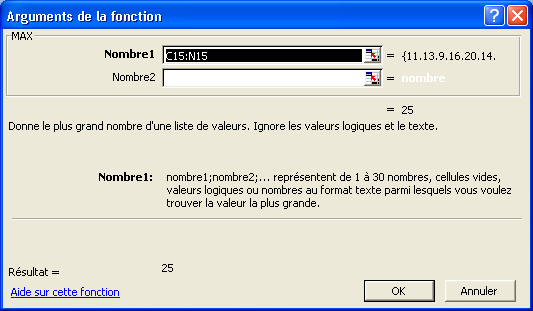 Arguments de la fonction
MAX
Nombre1 C15:N15 = {11.13.9.16.20.14.
Nombre2 = nombre
= 25
Donne le plus grand nombre d'une liste de valeurs. Ignore les valeurs logiques et le texte.
Nombre1: nombre1;nombre2;... représentent de 1 à 30 nombres, cellules vides,
valeurs logiques ou nombres au format texte parmi lesquels vous voulez
trouver la valeur la plus grande.
Résultat = 25
Aide sur cette fonction OK Annuler